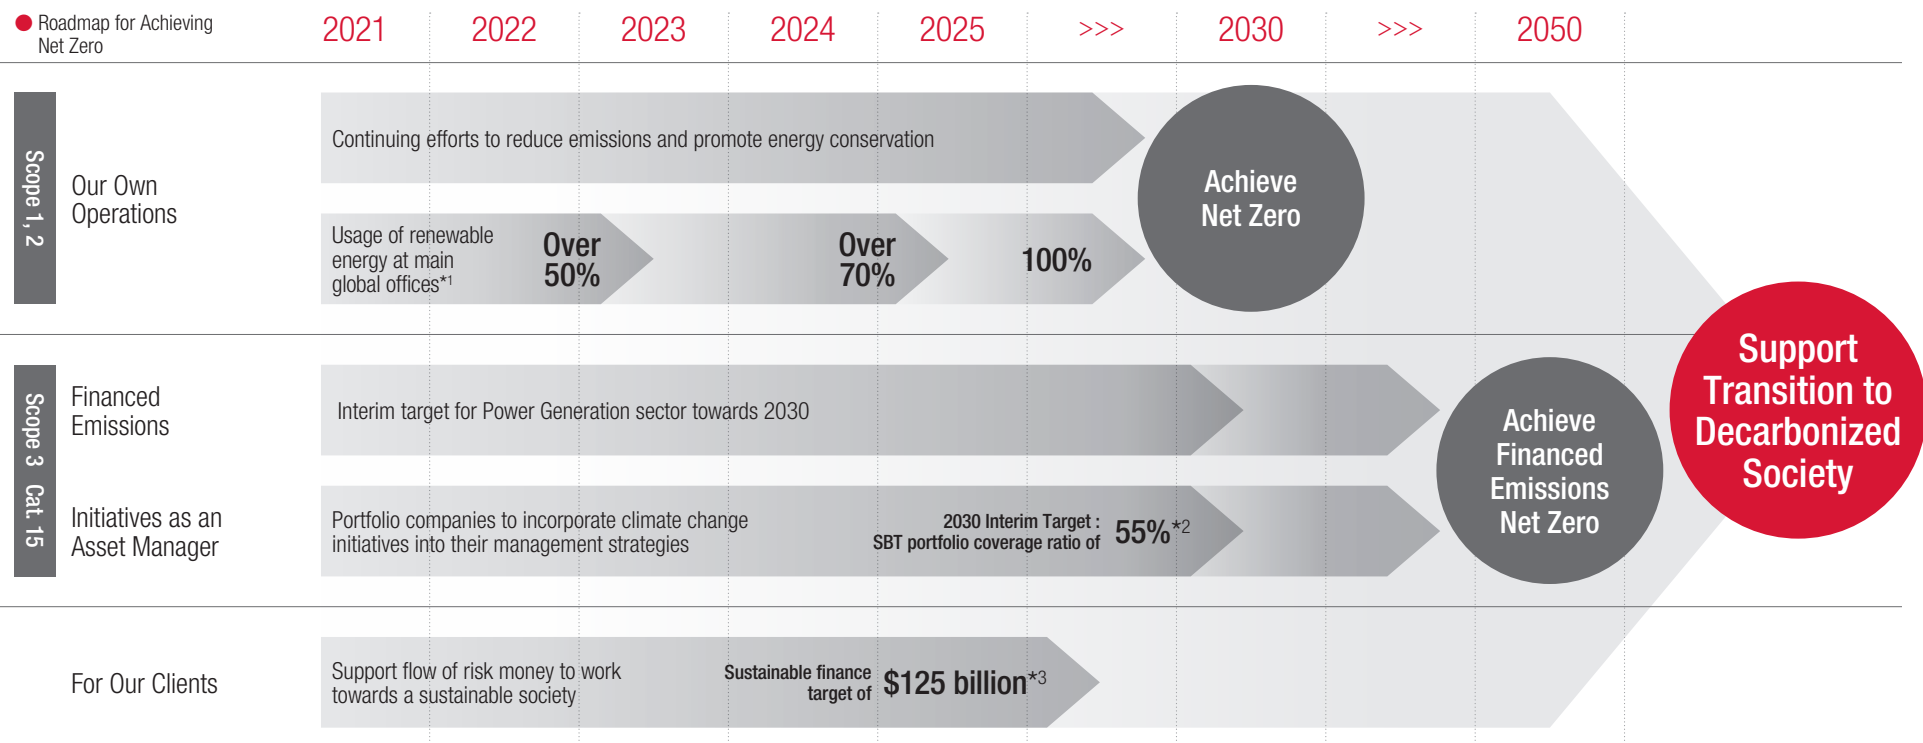 Roadmap for Achieving
Net Zero
2021
2022
2023
2024
2025
>>>
2030
>>>
2050
Scope 1, 2
Our Own
Operations
Continuing efforts to reduce emissions and promote energy conservation
Usage of renewable
energy at main
global offices*1
Over
50%
Over
70%
100%
Achieve
Net Zero
Scope 3 Cat. 15
Financed
Emissions
Interim target for Power Generation sector towards 2030
Initiatives as an
Asset Manager
Portfolio companies to incorporate climate change
initiatives into their management strategies
2030 Interim Target :
SBT portfolio coverage ratio of 55%*2
Achieve
Financed
Emissions
Net Zero
Support
Transition to
Decarbonized
Society
For Our Clients
Support flow of risk money to work
towards a sustainable society
Sustainable finance
target of $125 billion*3